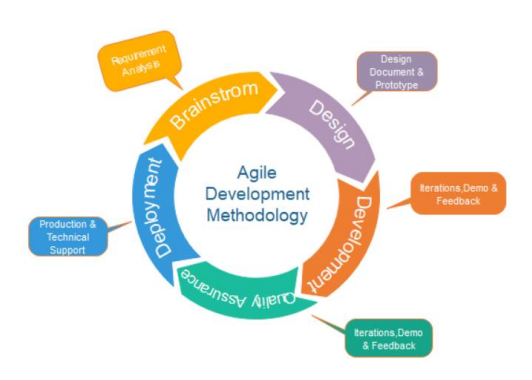 Requirement
Analysis
Brainstrom
Design
Document &
Prototype
Design
Agile
Development
Methodology
Iterations,Demo
& Feedback
Development
Deployment
Production &
Technical
Support
Quality Assurance
Iterations,Demo
& Feedback